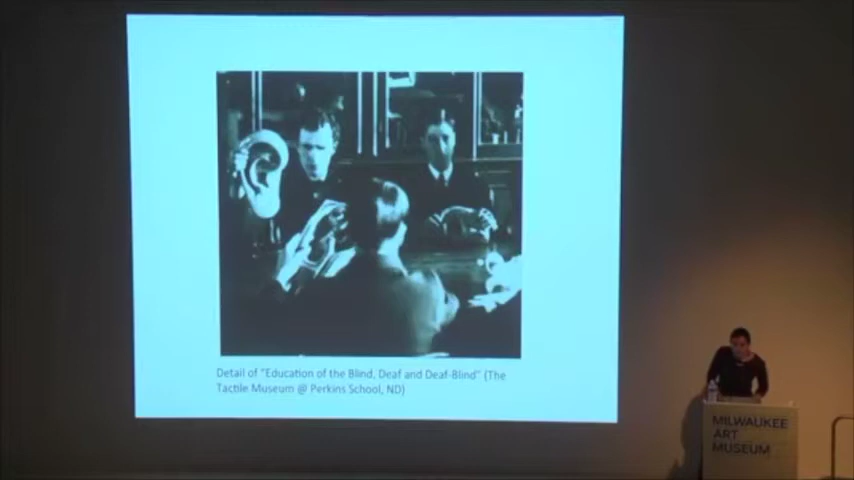 Detail of "Education of the Blind, Deaf and Deaf-Blind" (The
Tactile Museum @ Perkins School, ND)
MILWAUKEE
ART
MUSEUM